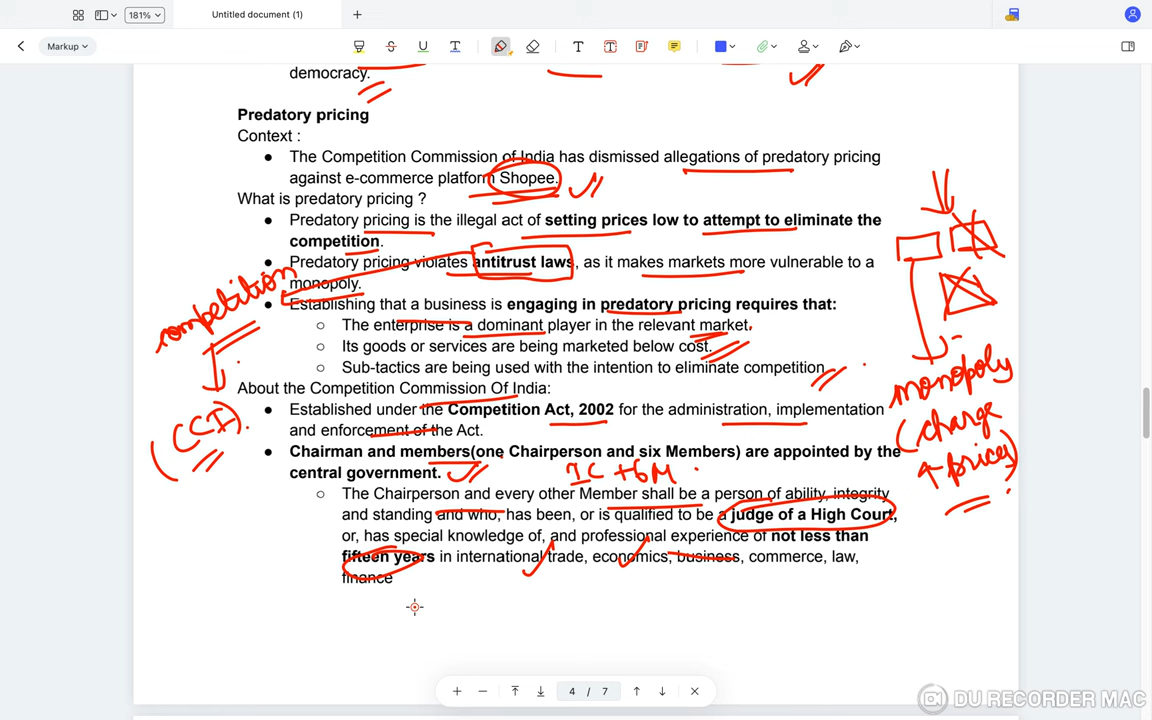 181%
Untitled document (1)
Markup
democracy.
Predatory pricing
Context :
● The Competition Commission of India has dismissed allegations of predatory pricing
against e-commerce platform Shopee.
What is predatory pricing ?
● Predatory pricing is the illegal act of setting prices low to attempt to eliminate the
competition.
● Predatory pricing violates antitrust laws, as it makes markets more vulnerable to a
monopoly.
● Establishing that a business is engaging in predatory pricing requires that:
○ The enterprise is a dominant player in the relevant market.
○ Its goods or services are being marketed below cost.
○ Sub-tactics are being used with the intention to eliminate competition
About the Competition Commission Of India:
● Established under the Competition Act, 2002 for the administration, implementation
and enforcement of the Act.
● Chairman and members(one Chairperson and six Members) are appointed by the
central government.
○ The Chairperson and every other Member shall be a person of ability, integrity
and standing and who, has been, or is qualified to be a judge of a High Court,
or, has special knowledge of, and professional experience of not less than
fifteen years in international trade, economics, business, commerce, law,
finance
competition
(CCI).
1C + 6M
monopoly
(charge
↑ prices)
4 / 7
DU RECORDER MAC